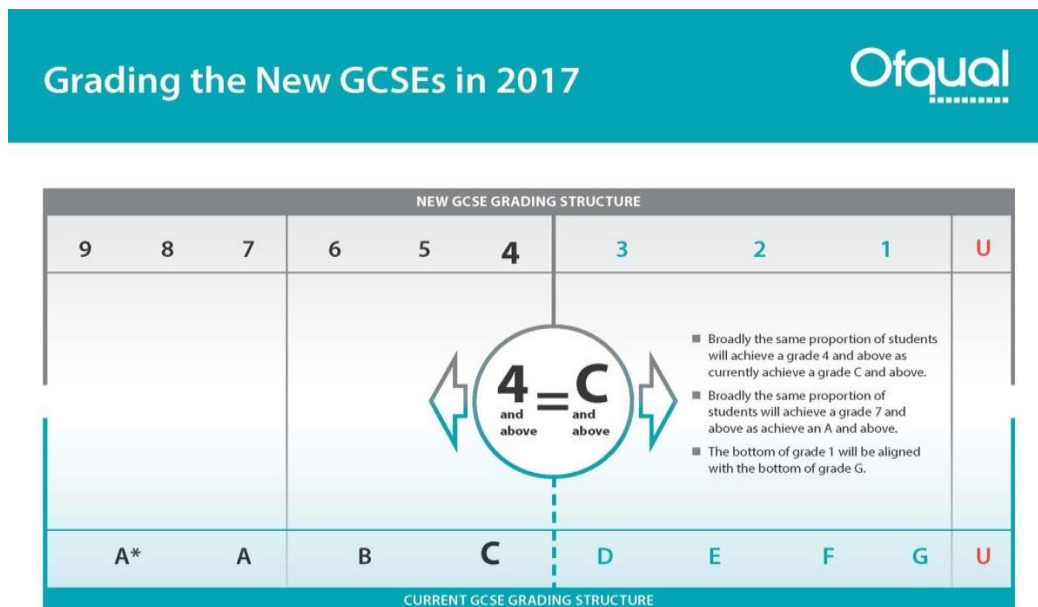 Grading the New GCSEs in 2017
Ofqual
NEW GCSE GRADING STRUCTURE
9 8 7 6 5 4 3 2 1 U
4 = C
and above and above
Broadly the same proportion of students
will achieve a grade 4 and above as
currently achieve a grade C and above.
Broadly the same proportion of
students will achieve a grade 7 and
above as achieve an A and above.
The bottom of grade 1 will be aligned
with the bottom of grade G.
A* A B C D E F G U
CURRENT GCSE GRADING STRUCTURE